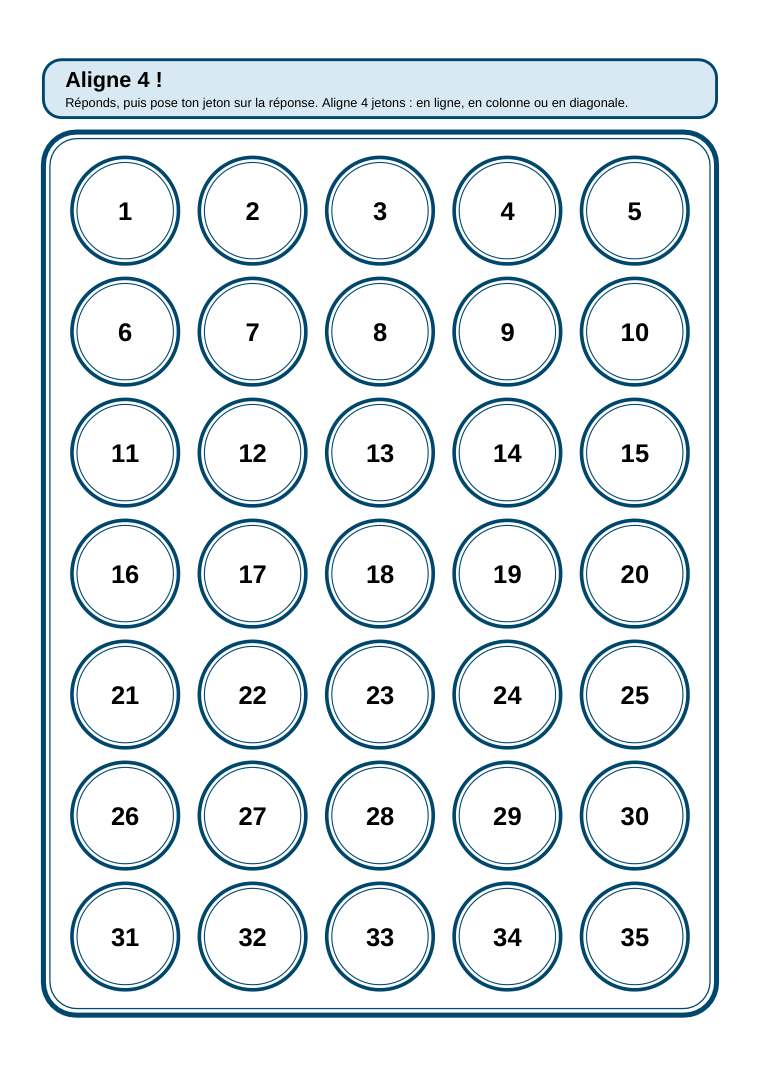 Aligne 4 !
Réponds, puis pose ton jeton sur la réponse. Aligne 4 jetons : en ligne, en colonne ou en diagonale.
1 2 3 4 5
6 7 8 9 10
11 12 13 14 15
16 17 18 19 20
21 22 23 24 25
26 27 28 29 30
31 32 33 34 35